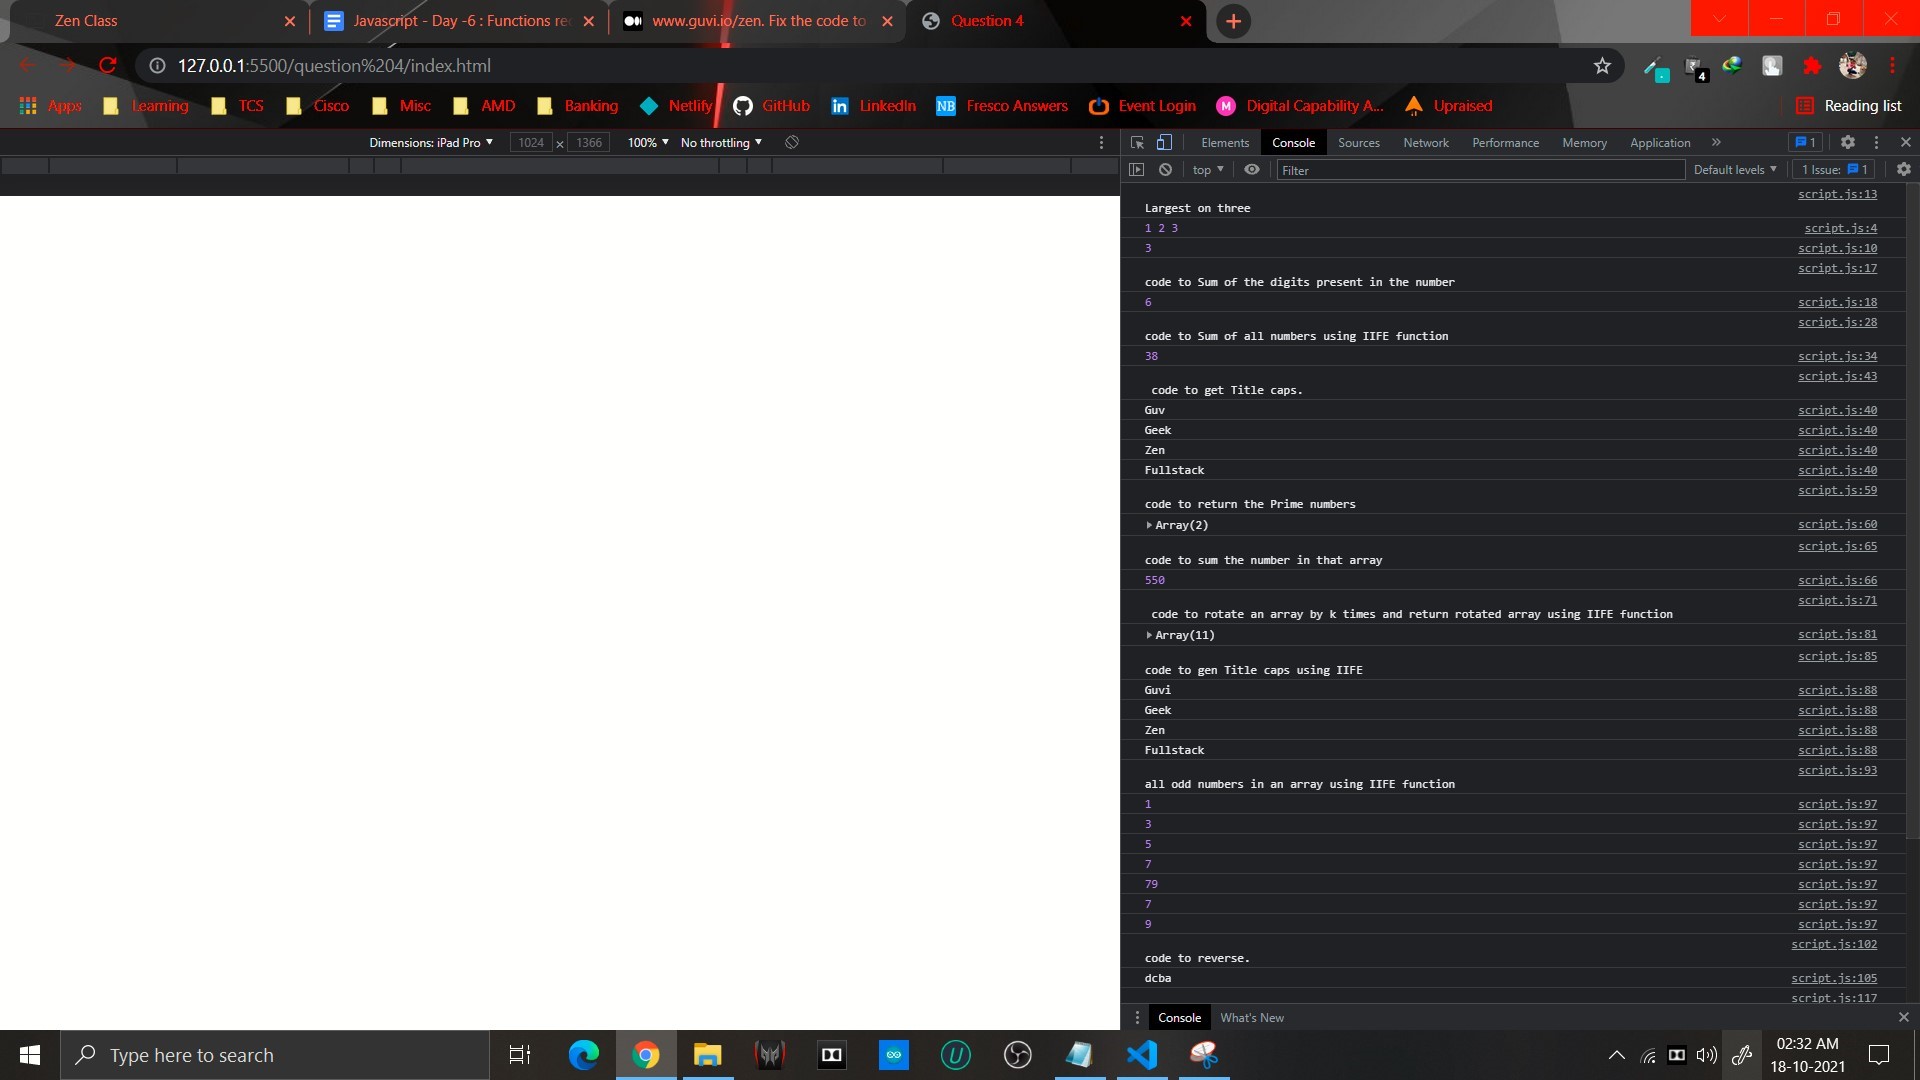 Zen Class
Javascript - Day -6 : Functions rec
www.guvi.io/zen. Fix the code to
Question 4
127.0.0.1:5500/question%204/index.html
4
Apps
Learning
TCS
Cisco
Misc
AMD
Banking
Netlify
GitHub
in LinkedIn
NB Fresco Answers
Event Login
M Digital Capability A...
Upraised
Reading list
Dimensions: iPad Pro
1024 x 1366
100%
No throttling
Elements Console Sources Network Performance Memory Application » 1
top
Filter
Default levels
1 Issue: 1
script.js:13
Largest on three
1 2 3 script.js:4
3 script.js:10
script.js:17
code to Sum of the digits present in the number
6 script.js:18
script.js:28
code to Sum of all numbers using IIFE function
38 script.js:34
script.js:43
code to get Title caps.
Guv script.js:40
Geek script.js:40
Zen script.js:40
Fullstack script.js:40
script.js:59
code to return the Prime numbers
Array(2) script.js:60
script.js:65
code to sum the number in that array
550 script.js:66
script.js:71
code to rotate an array by k times and return rotated array using IIFE function
Array(11) script.js:81
script.js:85
code to gen Title caps using IIFE
Guvi script.js:88
Geek script.js:88
Zen script.js:88
Fullstack script.js:88
script.js:93
all odd numbers in an array using IIFE function
1 script.js:97
3 script.js:97
5 script.js:97
7 script.js:97
79 script.js:97
7 script.js:97
9 script.js:97
script.js:102
code to reverse.
dcba script.js:105
script.js:117
Console What's New
Type here to search
02:32 AM
18-10-2021